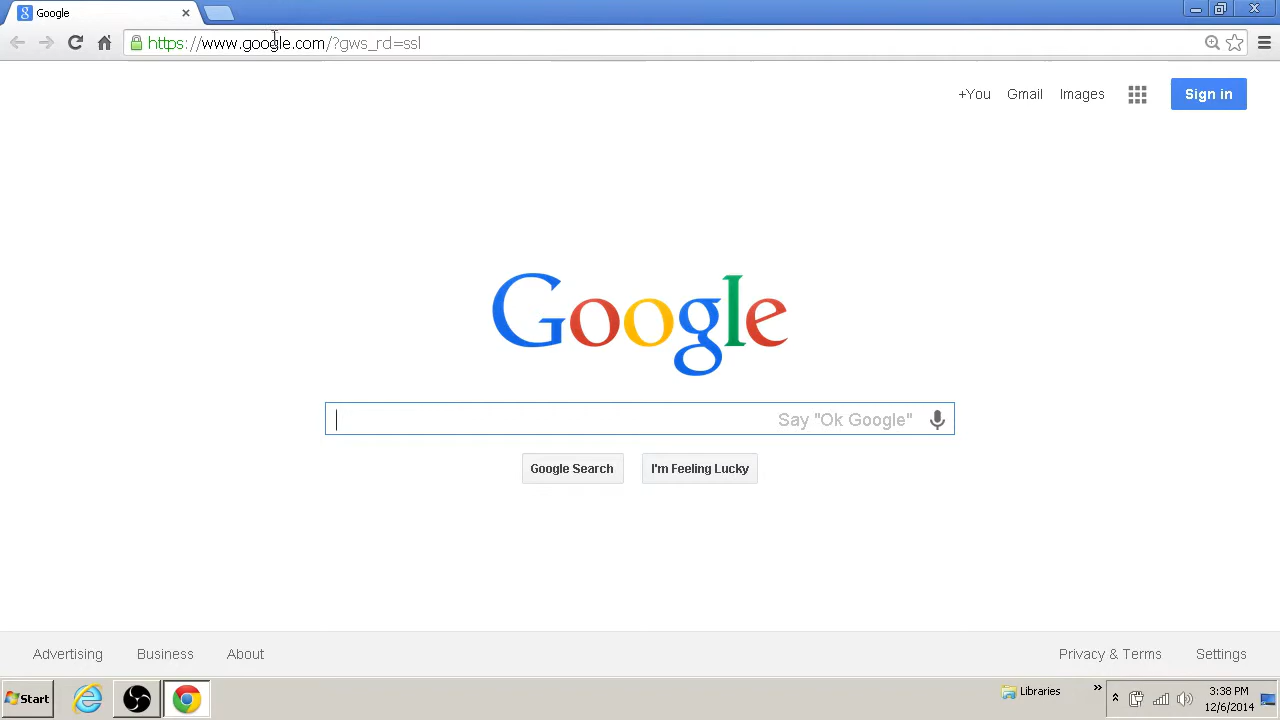 Google
https://www.google.com/?gws_rd=ssl
+You Gmail Images Sign in
Google
Say "Ok Google"
Google Search I'm Feeling Lucky
Advertising Business About Privacy & Terms Settings
Start Libraries » 3:38 PM
12/6/2014